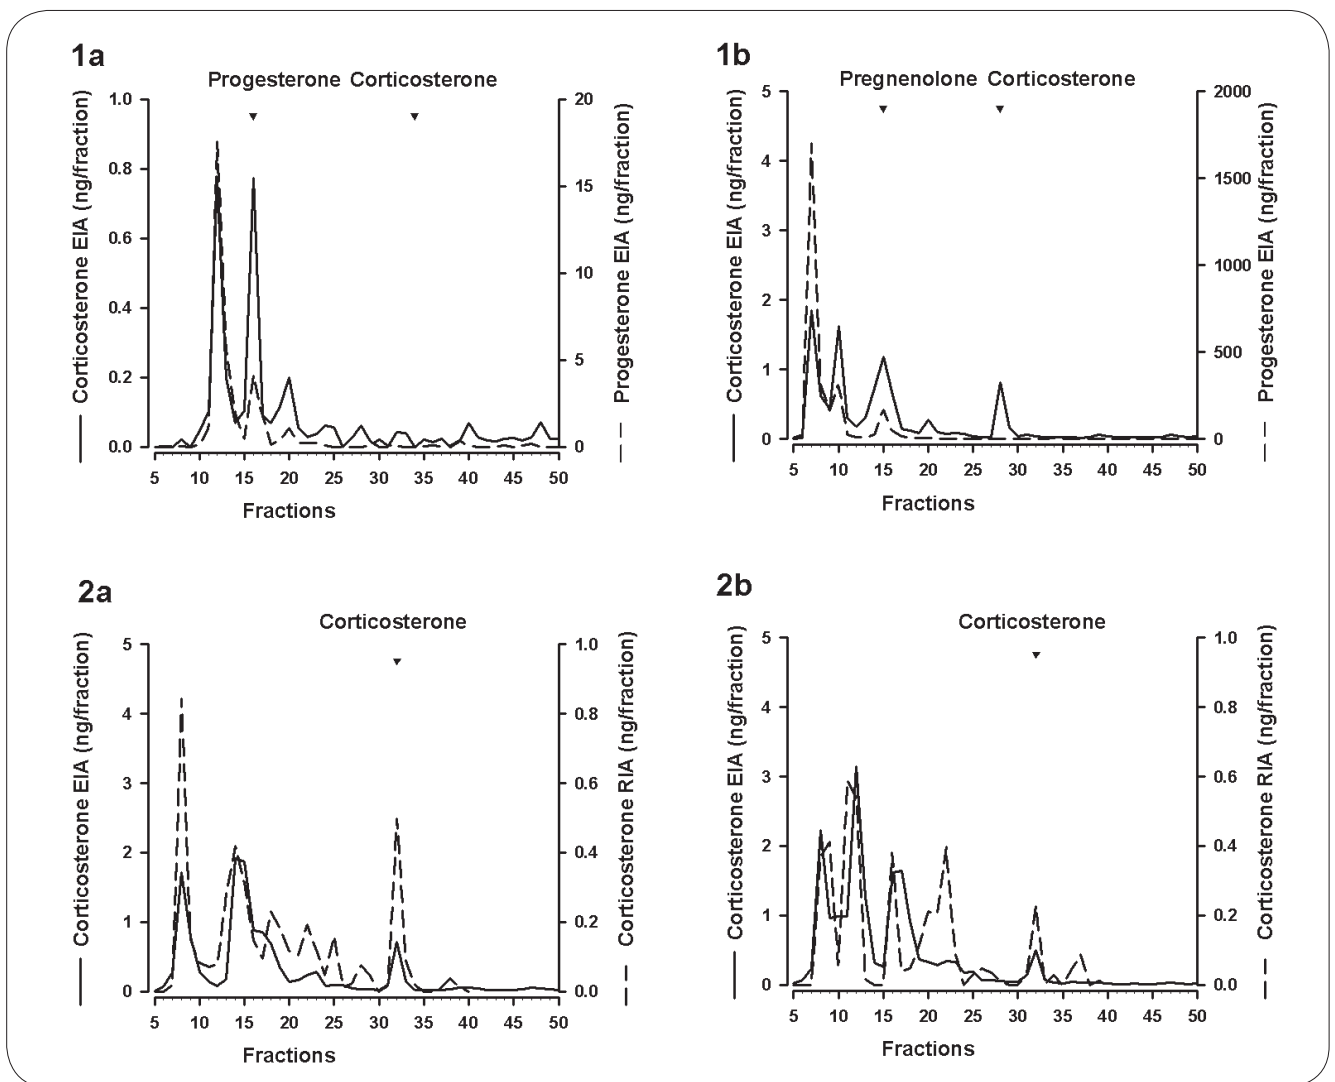 1a
Progesterone Corticosterone
Corticosterone EIA (ng/fraction)
1.0
0.8
0.6
0.4
0.2
0.0
20
15
10
5
0
Progesterone EIA (ng/fraction)
5 10 15 20 25 30 35 40 45 50
Fractions
1b
Pregnenolone Corticosterone
Corticosterone EIA (ng/fraction)
5
4
3
2
1
0
2000
1500
1000
500
0
Progesterone EIA (ng/fraction)
5 10 15 20 25 30 35 40 45 50
Fractions
2a
Corticosterone
Corticosterone EIA (ng/fraction)
5
4
3
2
1
0
1.0
0.8
0.6
0.4
0.2
0.0
Corticosterone RIA (ng/fraction)
5 10 15 20 25 30 35 40 45 50
Fractions
2b
Corticosterone
Corticosterone EIA (ng/fraction)
5
4
3
2
1
0
1.0
0.8
0.6
0.4
0.2
0.0
Corticosterone RIA (ng/fraction)
5 10 15 20 25 30 35 40 45 50
Fractions